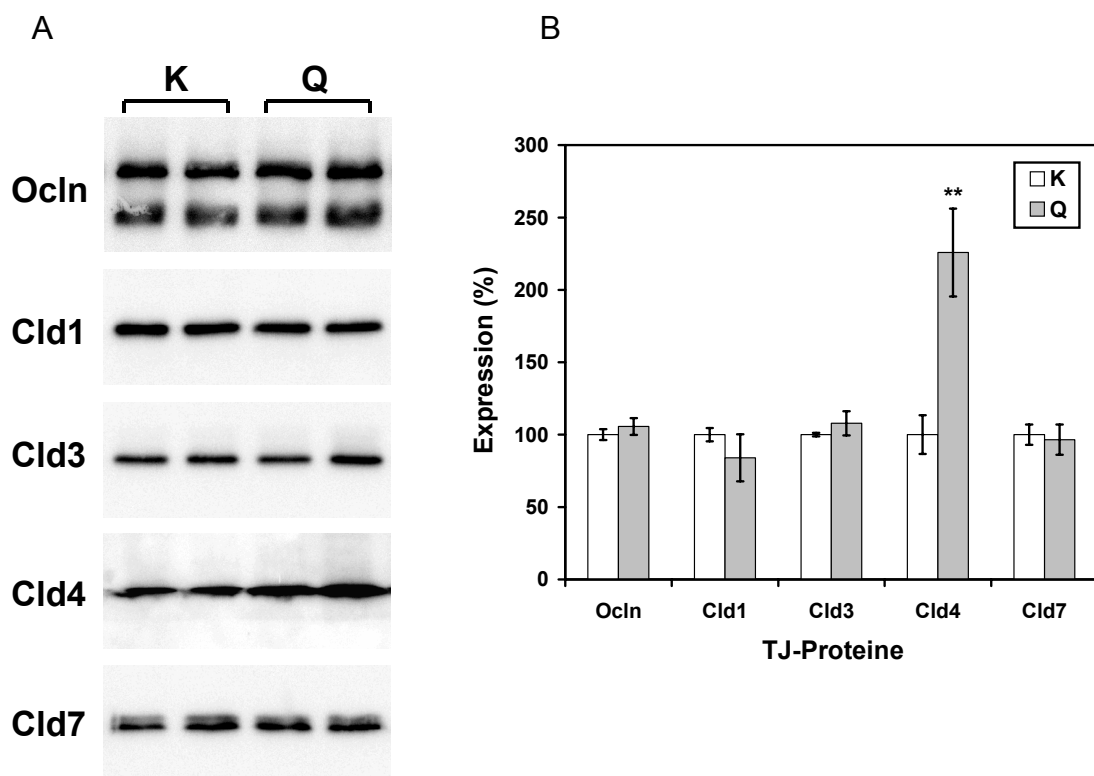 A
K Q
Ocln
Cld1
Cld3
Cld4
Cld7
B
300
250
200
150
100
50
0
Expression (%)
**
K
Q
Ocln Cld1 Cld3 Cld4 Cld7
TJ-Proteine